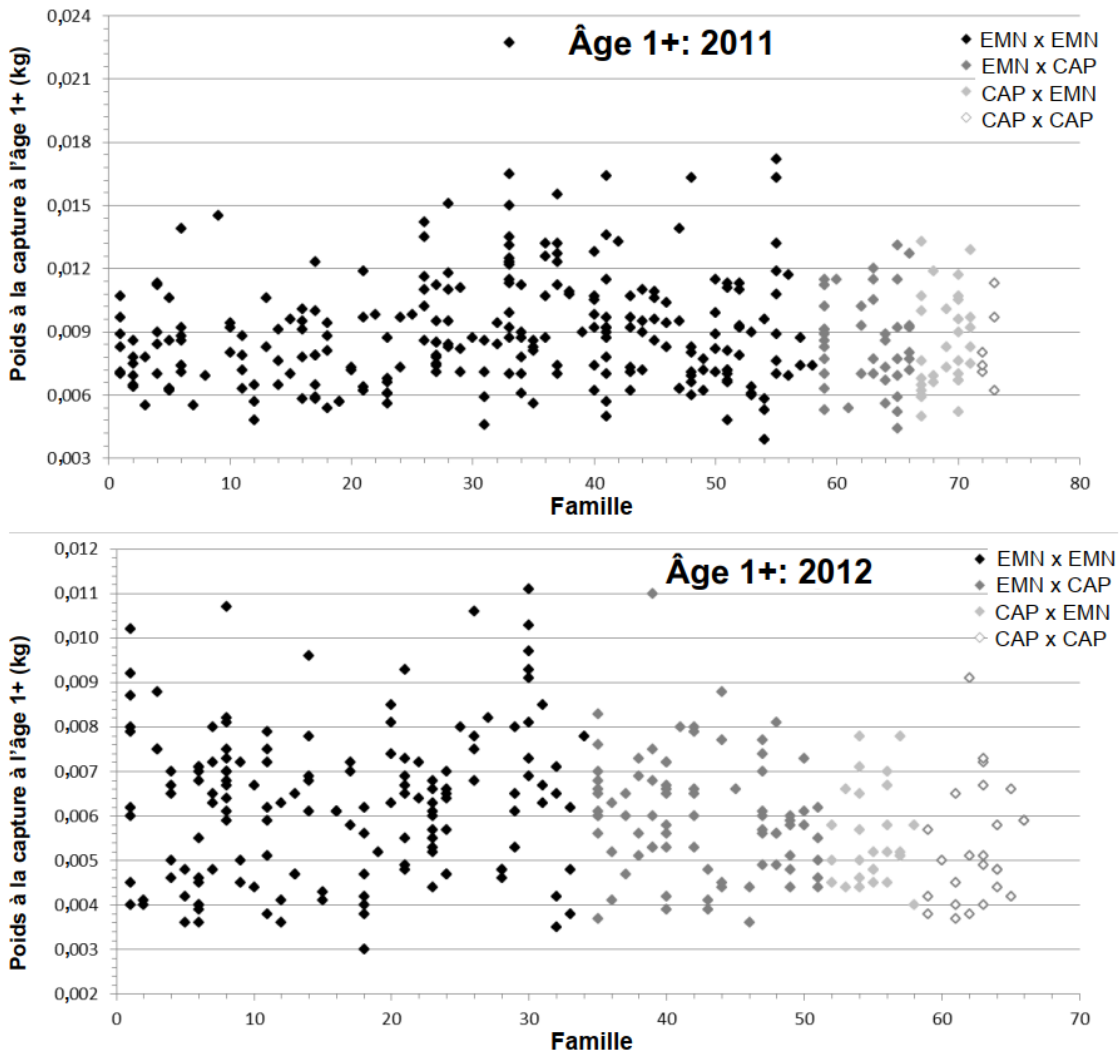 Âge 1+: 2011
EMN x EMN
EMN x CAP
CAP x EMN
CAP x CAP
Poids à la capture à l'âge 1+ (kg)
0,024
0,021
0,018
0,015
0,012
0,009
0,006
0,003
0 10 20 30 40 50 60 70 80
Famille
Âge 1+: 2012
EMN x EMN
EMN x CAP
CAP x EMN
CAP x CAP
Poids à la capture à l'âge 1+ (kg)
0,012
0,011
0,010
0,009
0,008
0,007
0,006
0,005
0,004
0,003
0,002
0 10 20 30 40 50 60 70
Famille